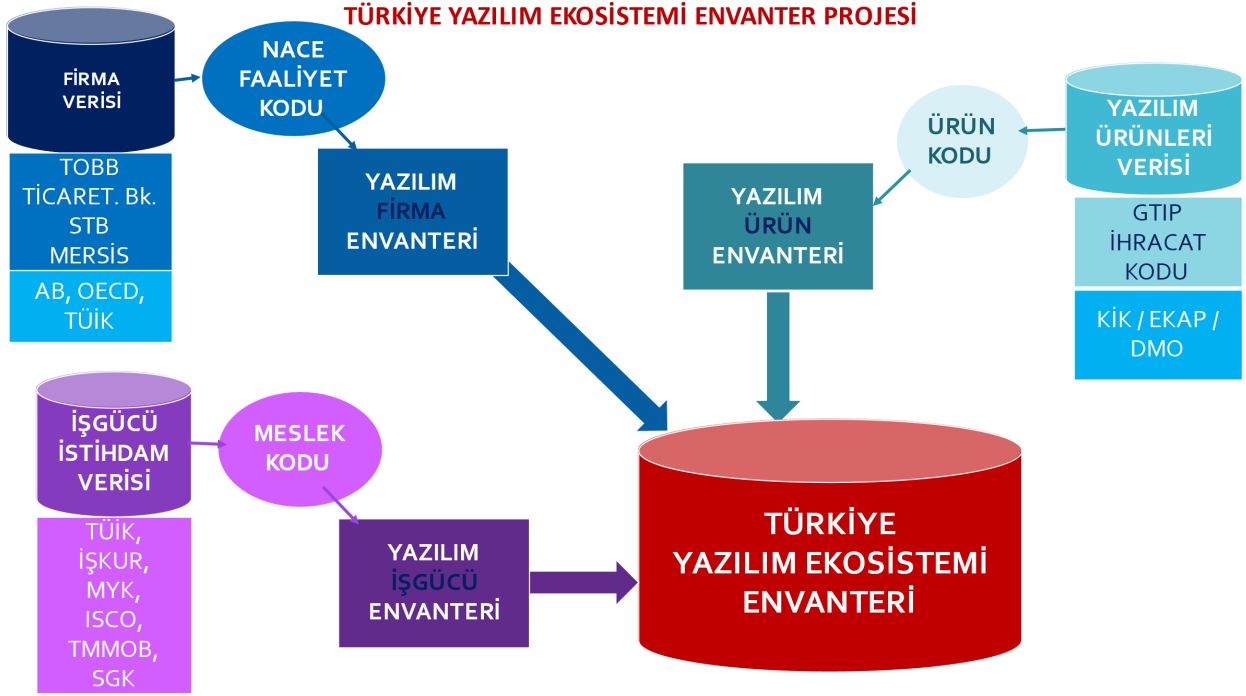 TÜRKİYE YAZILIM EKOSİSTEMİ ENVANTER PROJESİ
FİRMA
VERİSİ
NACE
FAALİYET
KODU
TOBB
TİCARET. Bk.
STB
MERSİS
AB, OECD,
TÜİK
YAZILIM
FİRMA
ENVANTERİ
YAZILIM
ÜRÜNLERİ
VERİSİ
ÜRÜN
KODU
GTIP
İHRACAT
KODU
KİK / EKAP /
DMO
YAZILIM
ÜRÜN
ENVANTERİ
İŞGÜCÜ
İSTİHDAM
VERİSİ
MESLEK
KODU
TÜİK,
İŞKUR,
MYK,
ISCO,
TMMOB,
SGK
YAZILIM
İŞGÜCÜ
ENVANTERİ
TÜRKİYE
YAZILIM EKOSİSTEMİ
ENVANTERİ